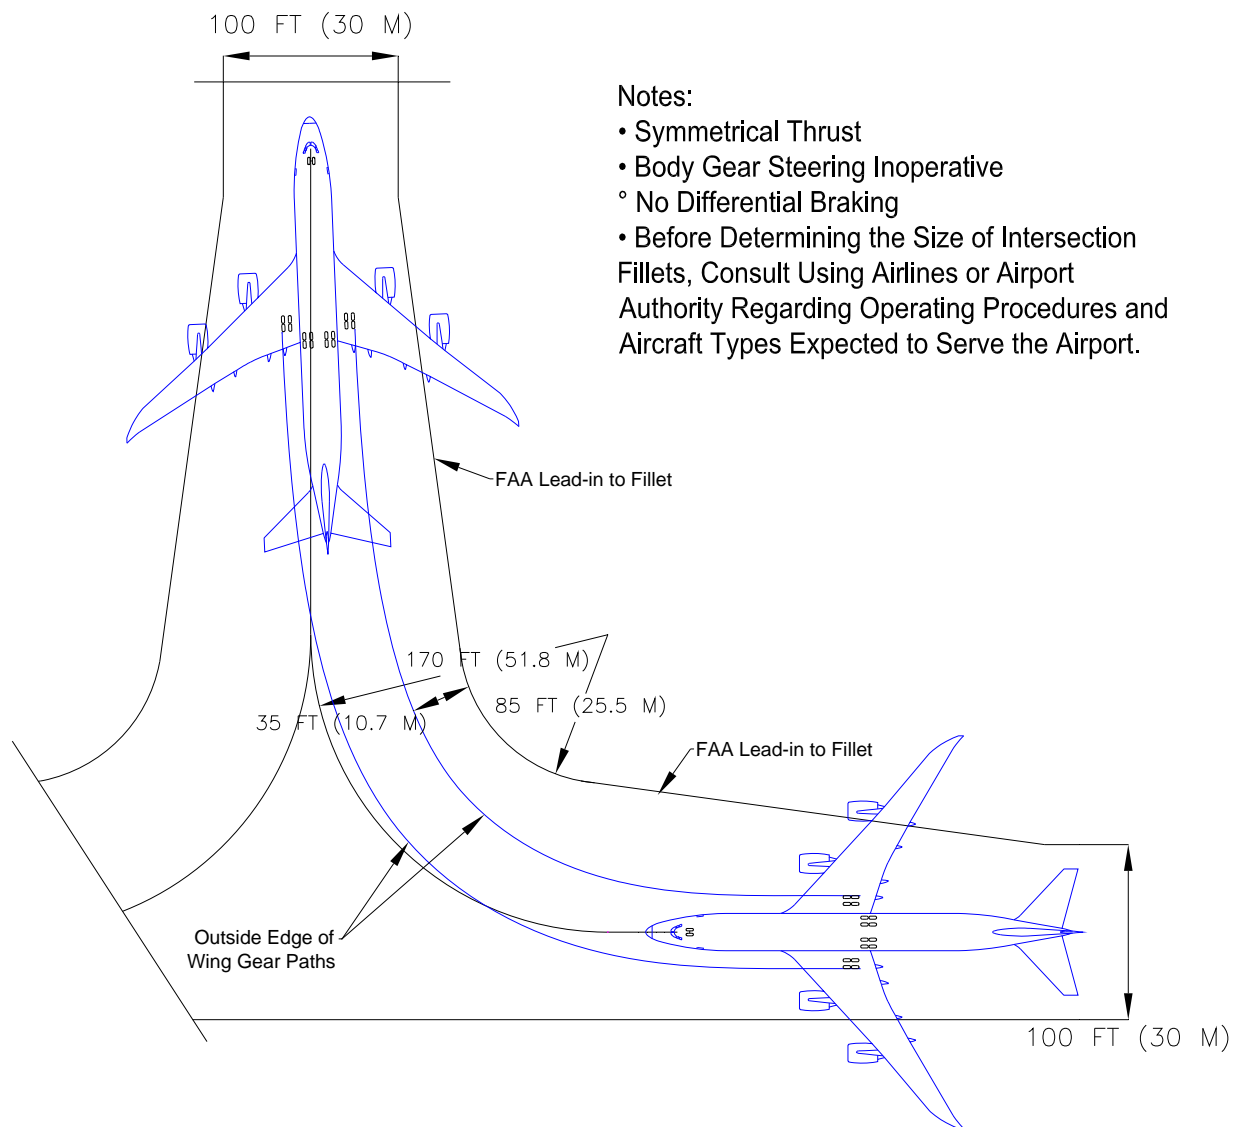 100 FT (30 M)
Notes:
• Symmetrical Thrust
• Body Gear Steering Inoperative
° No Differential Braking
• Before Determining the Size of Intersection
Fillets, Consult Using Airlines or Airport
Authority Regarding Operating Procedures and
Aircraft Types Expected to Serve the Airport.
FAA Lead-in to Fillet
170 FT (51.8 M)
85 FT (25.5 M)
35 FT (10.7 M)
FAA Lead-in to Fillet
Outside Edge of
Wing Gear Paths
100 FT (30 M)